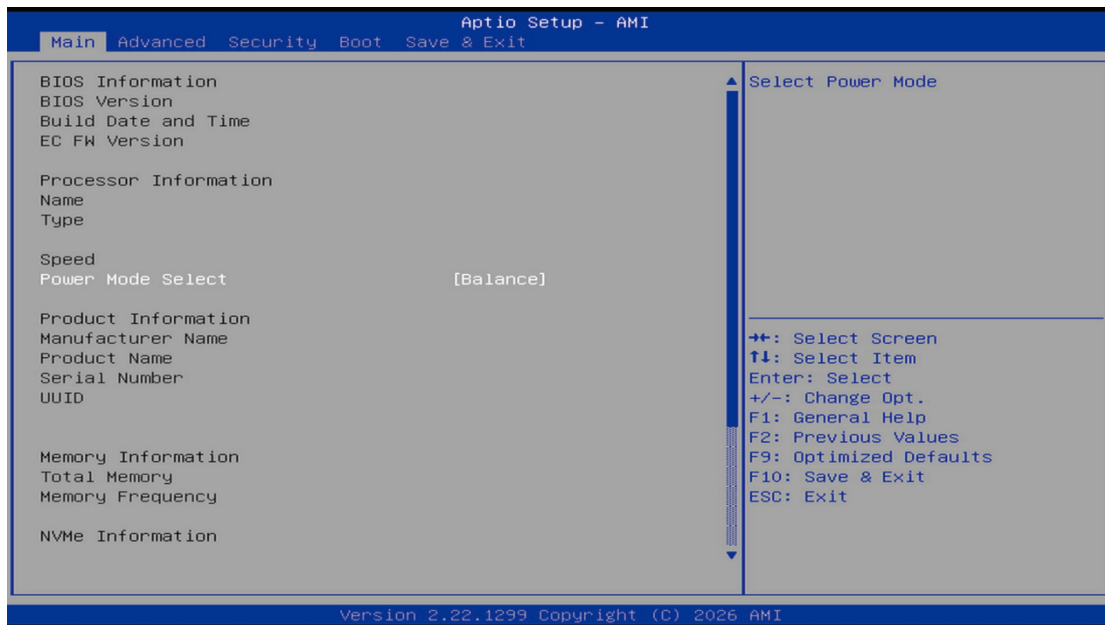 Aptio Setup – AMI
Main Advanced Security Boot Save & Exit
BIOS Information
BIOS Version
Build Date and Time
EC FW Version
Processor Information
Name
Type
Speed
Power Mode Select [Balance]
Product Information
Manufacturer Name
Product Name
Serial Number
UUID
Memory Information
Total Memory
Memory Frequency
NVMe Information
Select Power Mode
→←: Select Screen
↑↓: Select Item
Enter: Select
+/-: Change Opt.
F1: General Help
F2: Previous Values
F9: Optimized Defaults
F10: Save & Exit
ESC: Exit
Version 2.22.1299 Copyright (C) 2026 AMI